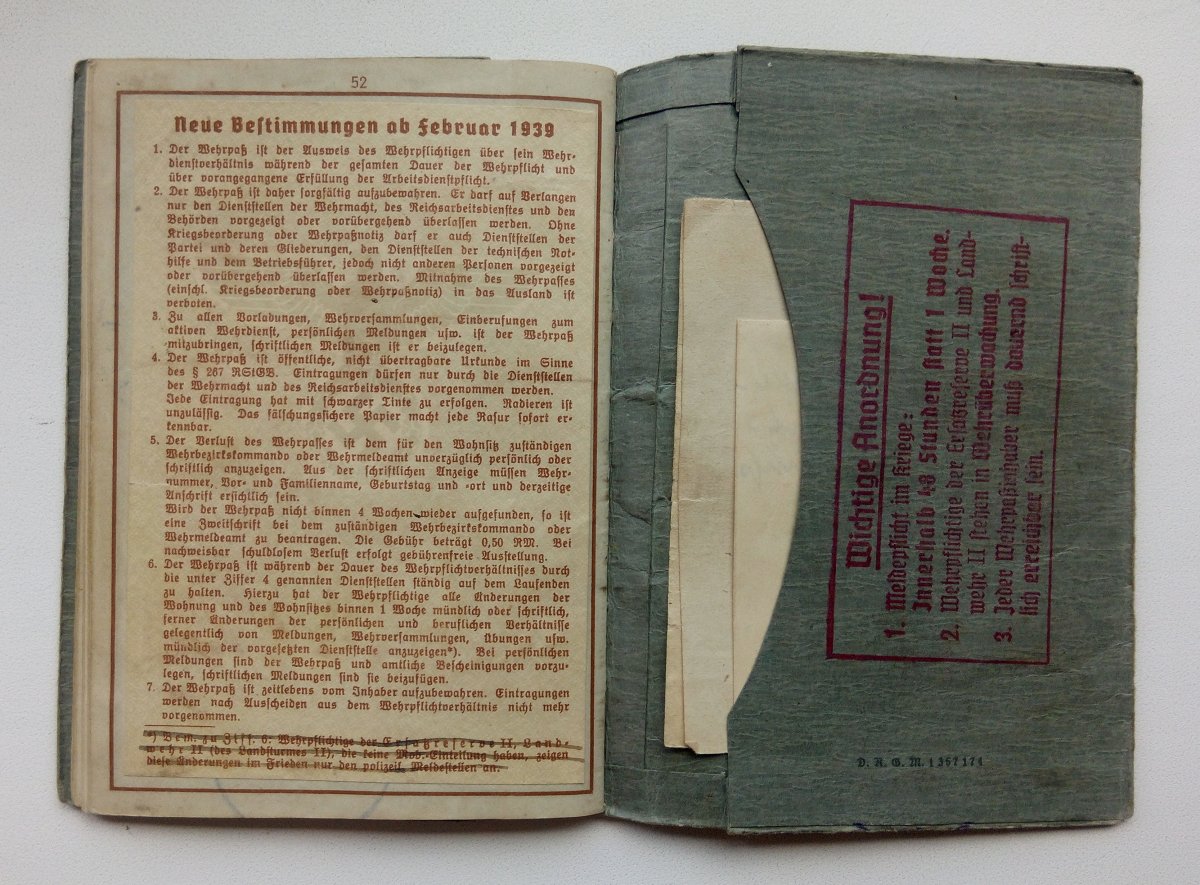 52
Neue Bestimmungen ab Februar 1939
1. Der Wehrpaß ist der Ausweis des Wehrpflichtigen über sein Wehr-
dienstverhältnis während der gesamten Dauer der Wehrpflicht und
über vorangegangene Erfüllung der Arbeitsdienstpflicht.
2. Der Wehrpaß ist daher sorgfältig aufzubewahren. Er darf auf Verlangen
nur den Dienststellen der Wehrmacht, des Reichsarbeitsdienstes und den
Behörden vorgezeigt oder vorübergehend überlassen werden. Ohne
Kriegsbeorderung oder Wehrpaßnotiz darf er auch Dienststellen der
Partei und deren Gliederungen, den Dienststellen der technischen Not-
hilfe und dem Betriebsführer, jedoch nicht anderen Personen vorgezeigt
oder vorübergehend überlassen werden. Mitnahme des Wehrpasses
(einschl. Kriegsbeorderung oder Wehrpaßnotiz) in das Ausland ist
verboten.
3. Zu allen Vorladungen, Wehrversammlungen, Einberufungen zum
aktiven Wehrdienst, persönlichen Meldungen usw. ist der Wehrpaß
mitzubringen, schriftlichen Meldungen ist er beizulegen.
4. Der Wehrpaß ist öffentliche, nicht übertragbare Urkunde im Sinne
des § 267 RStGB. Eintragungen dürfen nur durch die Dienststellen
der Wehrmacht und des Reichsarbeitsdienstes vorgenommen werden.
Jede Eintragung hat mit schwarzer Tinte zu erfolgen. Radieren ist
unzulässig. Das fälschungssichere Papier macht jede Rasur sofort er-
kennbar.
5. Der Verlust des Wehrpasses ist dem für den Wohnsitz zuständigen
Wehrbezirkskommando oder Wehrmeldeamt unverzüglich persönlich oder
schriftlich anzuzeigen. Aus der schriftlichen Anzeige müssen Wehr-
nummer, Vor- und Familienname, Geburtstag und -ort und derzeitige
Anschrift ersichtlich sein.
Wird der Wehrpaß nicht binnen 4 Wochen wieder aufgefunden, so ist
eine Zweitschrift bei dem zuständigen Wehrbezirkskommando oder
Wehrmeldeamt zu beantragen. Die Gebühr beträgt 0,50 RM. Bei
nachweisbar schuldlosem Verlust erfolgt gebührenfreie Ausstellung.
6. Der Wehrpaß ist während der Dauer des Wehrpflichtverhältnisses durch
die unter Ziffer 4 genannten Dienststellen ständig auf dem Laufenden
zu halten. Hierzu hat der Wehrpflichtige alle Änderungen der
Wohnung und des Wohnsitzes binnen 1 Woche mündlich oder schriftlich,
ferner Änderungen der persönlichen und beruflichen Verhältnisse
gelegentlich von Meldungen, Wehrversammlungen, Übungen usw.
mündlich der vorgesetzten Dienststelle anzuzeigen*). Bei persönlichen
Meldungen sind der Wehrpaß und amtliche Bescheinigungen vorzu-
legen, schriftlichen Meldungen sind sie beizufügen.
7. Der Wehrpaß ist zeitlebens vom Inhaber aufzubewahren. Eintragungen
werden nach Ausscheiden aus dem Wehrpflichtverhältnis nicht mehr
vorgenommen.
*) Bem. zu Ziff. 6: Wehrpflichtige der Ersatzreserve II, Land-
wehr II (des Landsturmes II), die keine Mob.-Einteilung haben, zeigen
diese Änderungen im Frieden nur den polizeil. Meldestellen an.
Wichtige Anordnung!
1. Meldepflicht im Kriege:
Innerhalb 48 Stunden statt 1 Woche.
2. Wehrpflichtige der Ersatzreserve II und Land-
wehr II stehen in Wehrüberwachung.
3. Jeder Wehrpaßinhaber muß dauernd schrift-
lich erreichbar sein.
D. R. G. M. 1 367 171